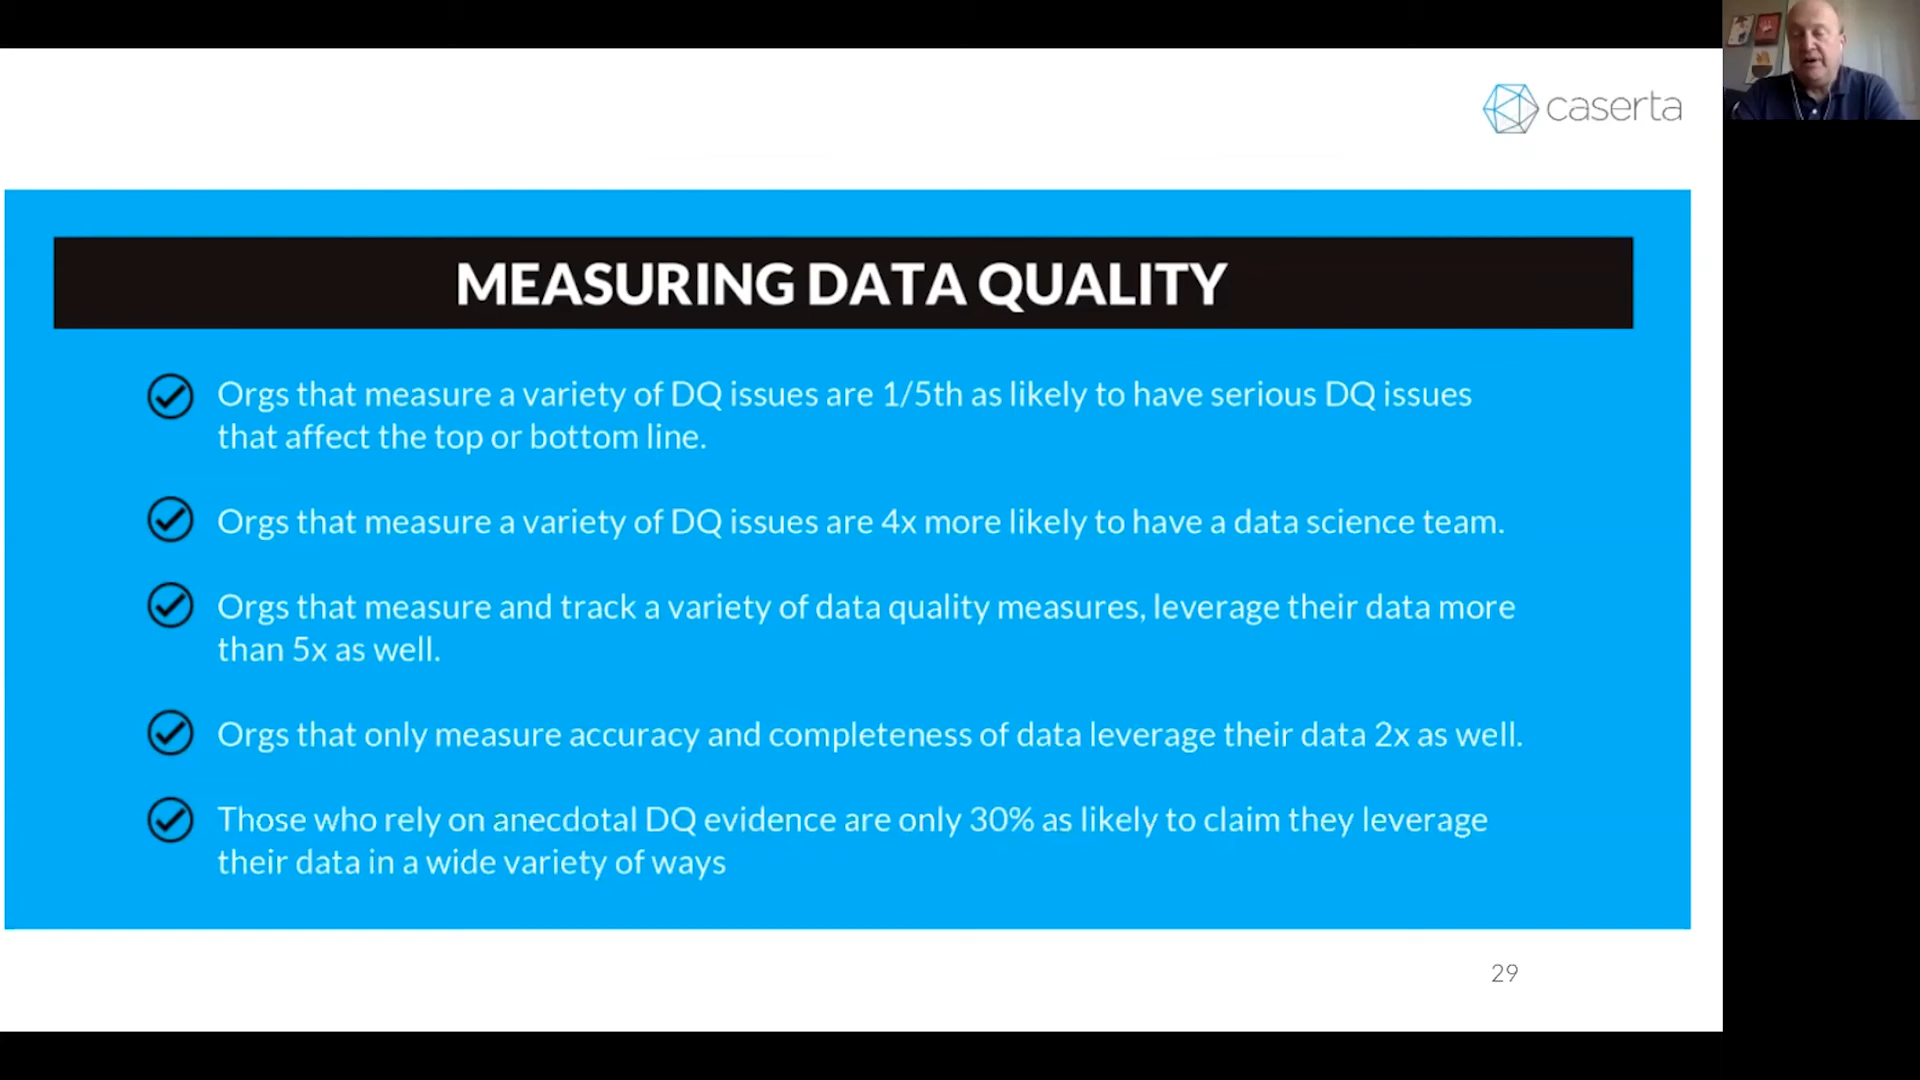 caserta
MEASURING DATA QUALITY
Orgs that measure a variety of DQ issues are 1/5th as likely to have serious DQ issues
that affect the top or bottom line.
Orgs that measure a variety of DQ issues are 4x more likely to have a data science team.
Orgs that measure and track a variety of data quality measures, leverage their data more
than 5x as well.
Orgs that only measure accuracy and completeness of data leverage their data 2x as well.
Those who rely on anecdotal DQ evidence are only 30% as likely to claim they leverage
their data in a wide variety of ways
29